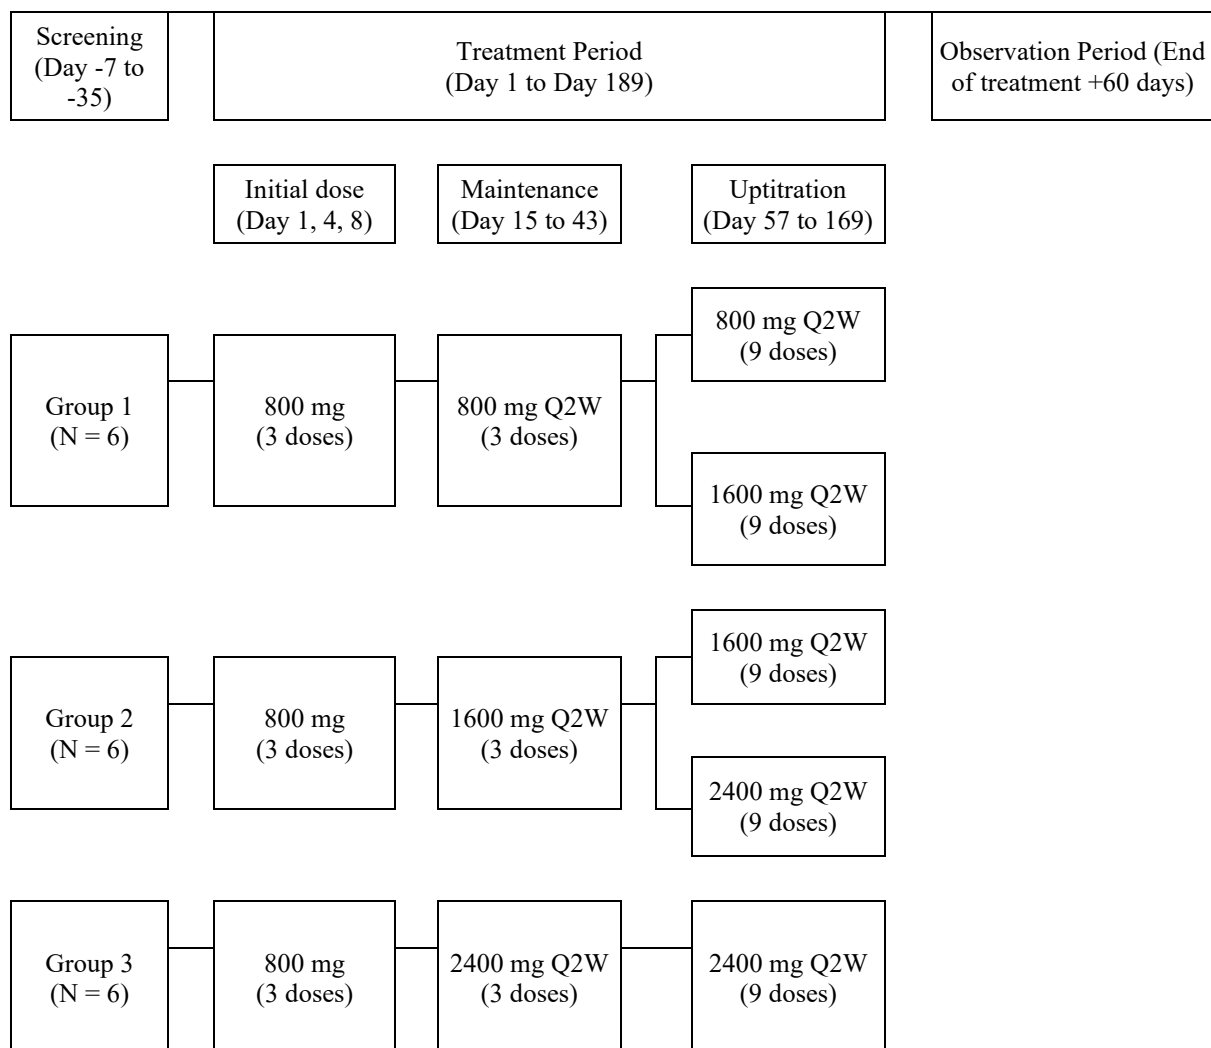 Screening
(Day -7 to
-35)
Treatment Period
(Day 1 to Day 189)
Observation Period (End
of treatment +60 days)
Initial dose
(Day 1, 4, 8)
Maintenance
(Day 15 to 43)
Uptitration
(Day 57 to 169)
Group 1
(N = 6)
800 mg
(3 doses)
800 mg Q2W
(3 doses)
800 mg Q2W
(9 doses)
1600 mg Q2W
(9 doses)
Group 2
(N = 6)
800 mg
(3 doses)
1600 mg Q2W
(3 doses)
1600 mg Q2W
(9 doses)
2400 mg Q2W
(9 doses)
Group 3
(N = 6)
800 mg
(3 doses)
2400 mg Q2W
(3 doses)
2400 mg Q2W
(9 doses)